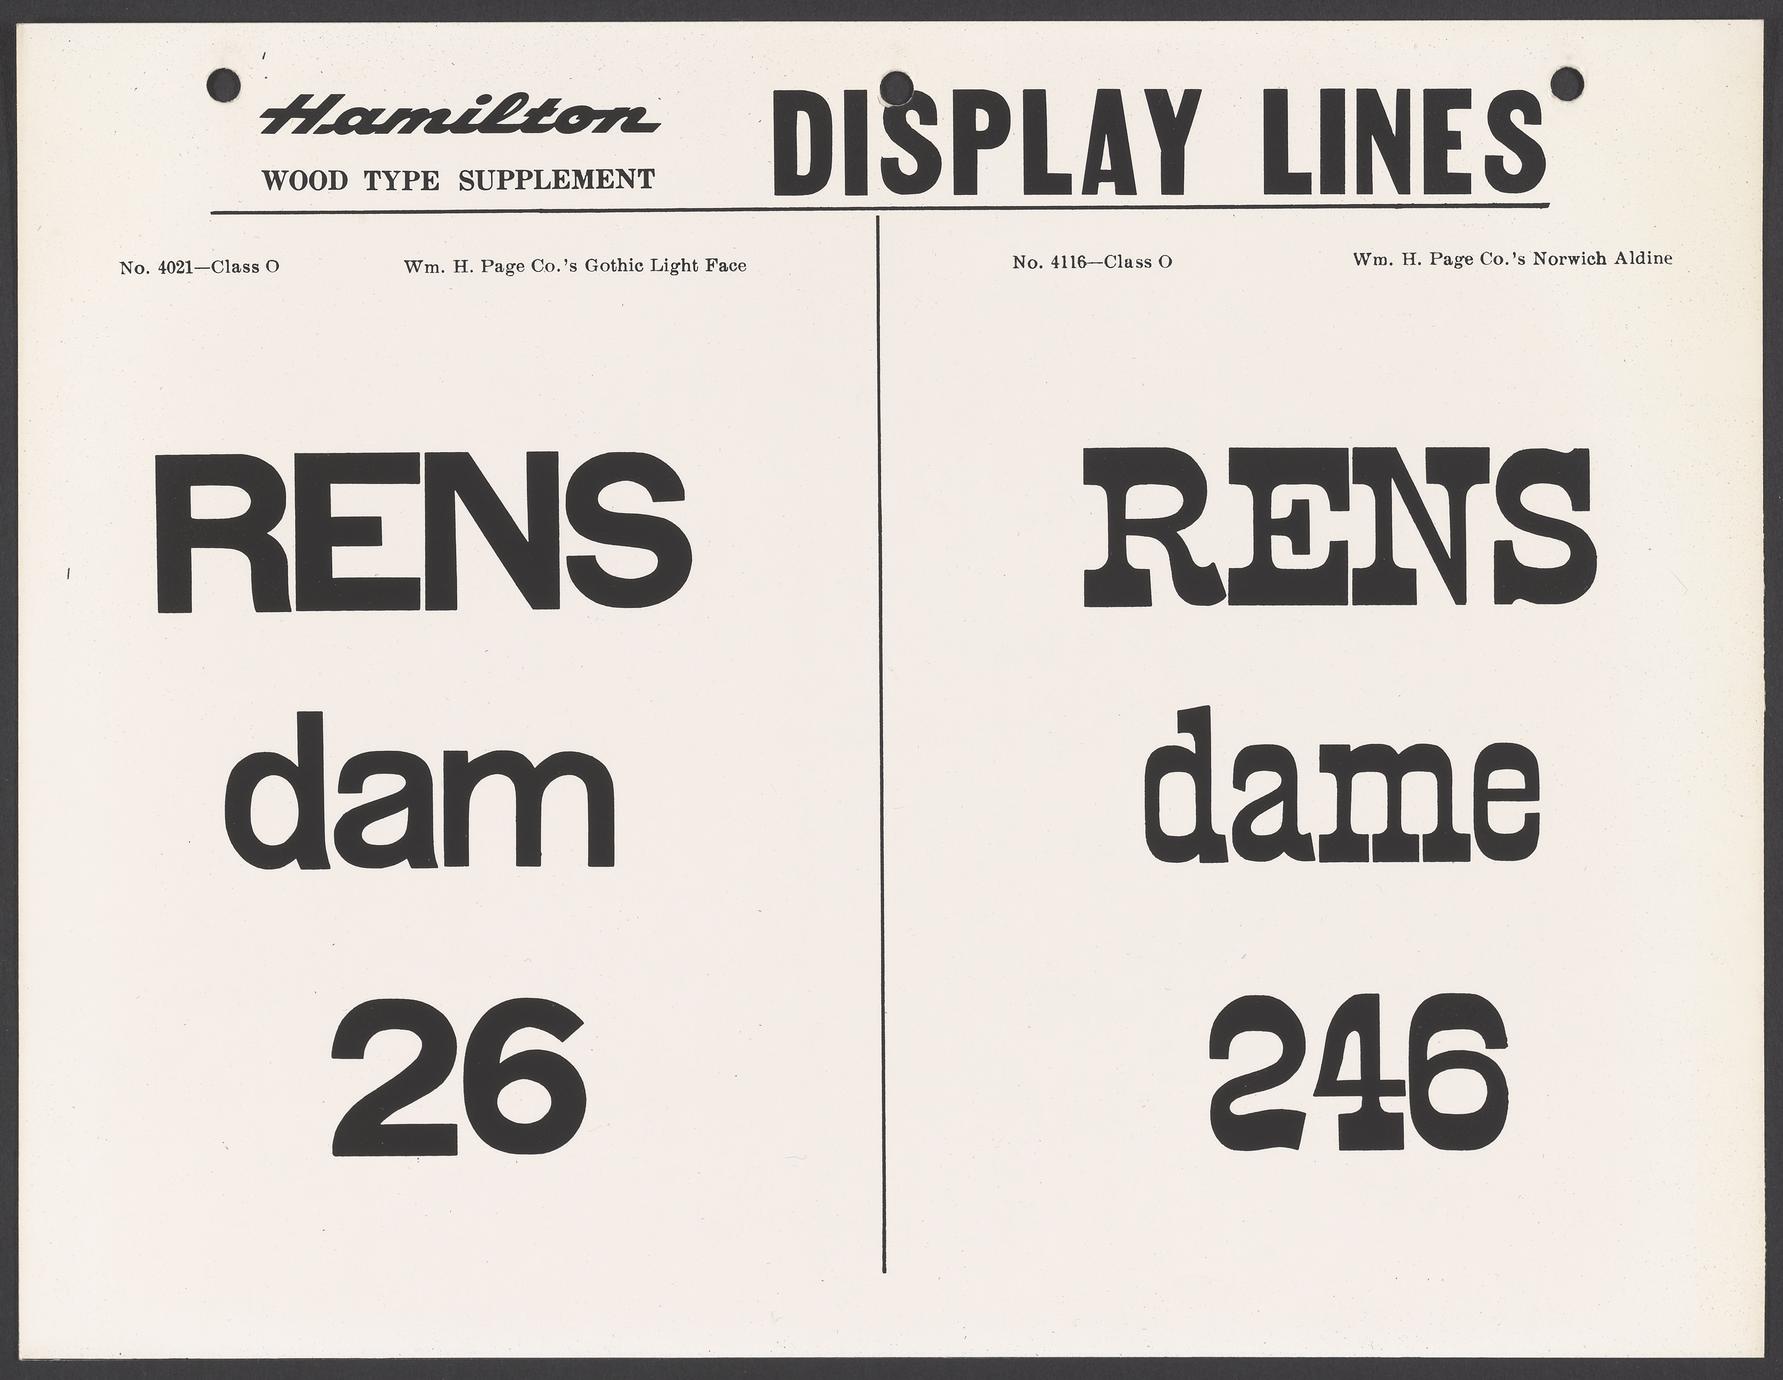 Hamilton
WOOD TYPE SUPPLEMENT
DISPLAY LINES
No. 4021—Class O Wm. H. Page Co.'s Gothic Light Face
RENS
dam
26
No. 4116—Class O Wm. H. Page Co.'s Norwich Aldine
RENS
dame
246